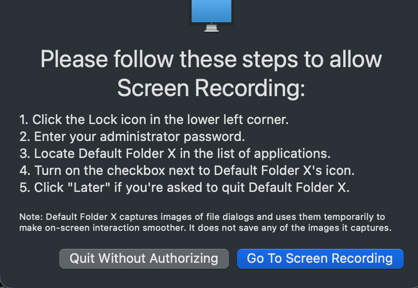 Please follow these steps to allow
Screen Recording:
1. Click the Lock icon in the lower left corner.
2. Enter your administrator password.
3. Locate Default Folder X in the list of applications.
4. Turn on the checkbox next to Default Folder X's icon.
5. Click "Later" if you're asked to quit Default Folder X.
Note: Default Folder X captures images of file dialogs and uses them temporarily to
make on-screen interaction smoother. It does not save any of the images it captures.
Quit Without Authorizing
Go To Screen Recording